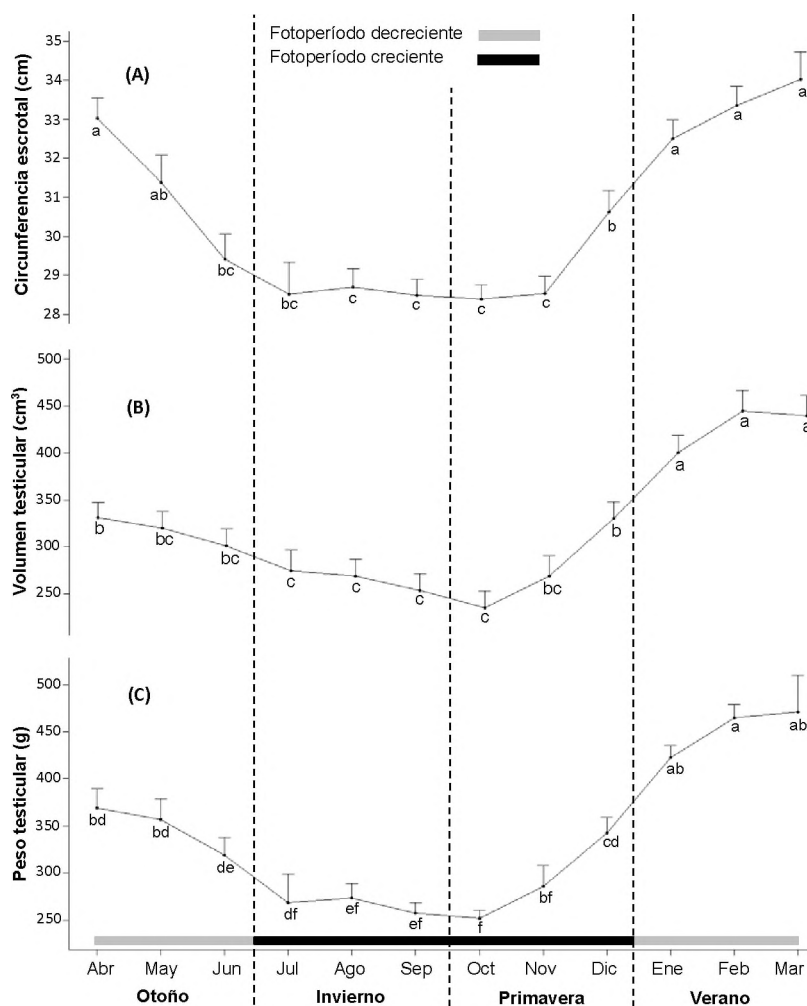 Fotoperíodo decreciente
Fotoperíodo creciente
(A)
Circunferencia escrotal (cm)
35
34
33
32
31
30
29
28
a
ab
bc
bc
c
c
c
c
b
a
a
a
(B)
Volumen testicular (cm³)
500
450
400
350
300
250
b
bc
bc
c
c
c
c
bc
b
a
a
a
(C)
Peso testicular (g)
500
450
400
350
300
250
bd
bd
de
df
ef
ef
f
bf
cd
ab
a
ab
Abr May Jun Jul Ago Sep Oct Nov Dic Ene Feb Mar
Otoño Invierno Primavera Verano